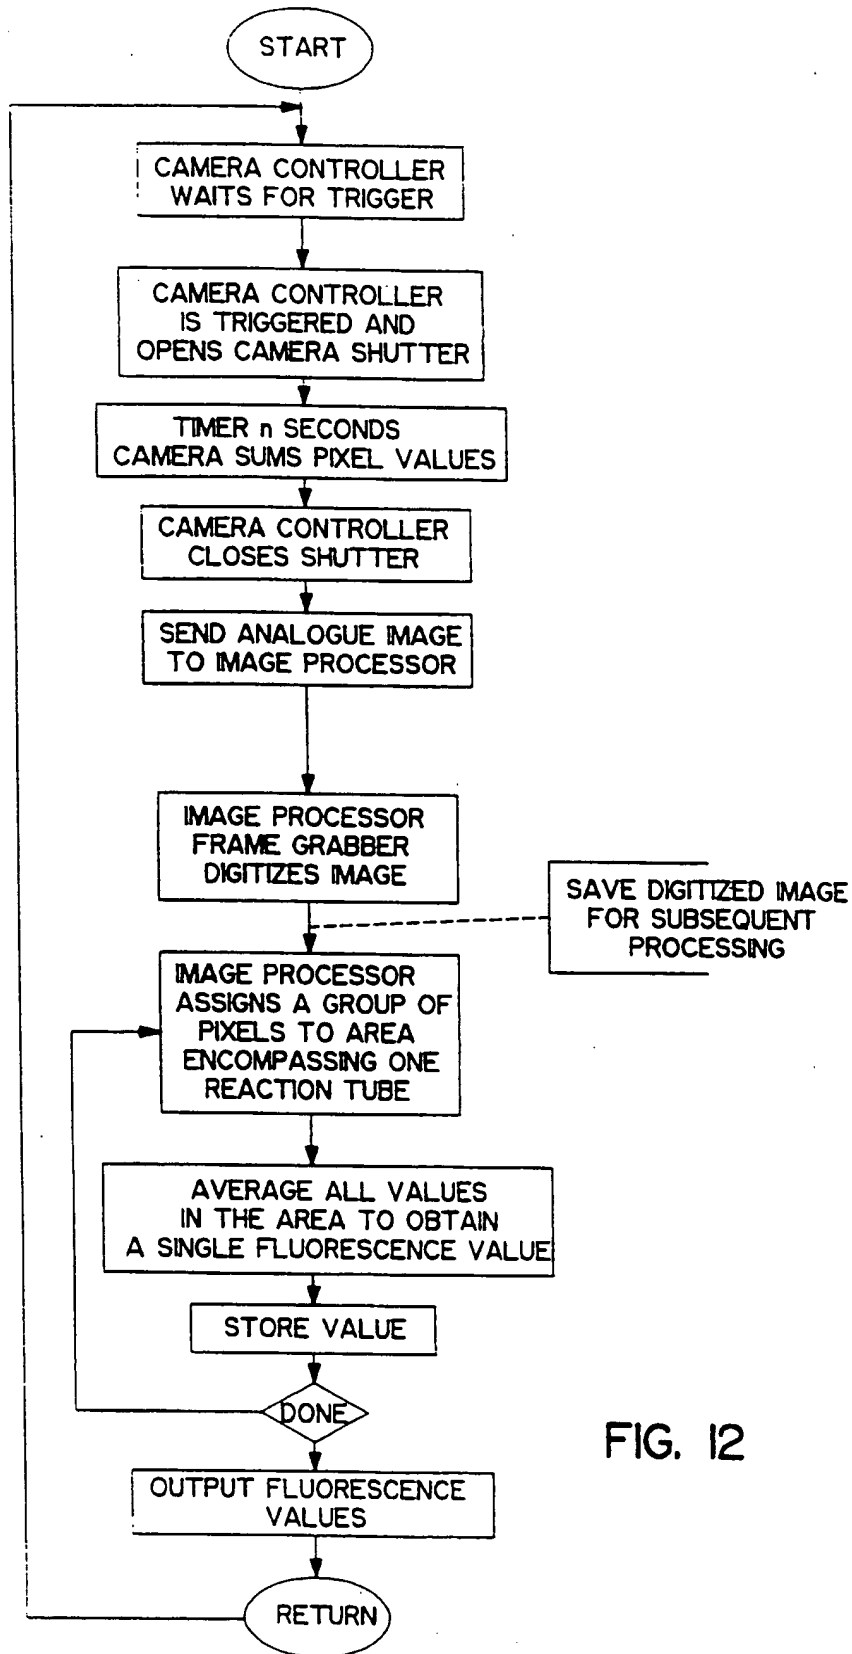 START
CAMERA CONTROLLER
WAITS FOR TRIGGER
CAMERA CONTROLLER
IS TRIGGERED AND
OPENS CAMERA SHUTTER
TIMER n SECONDS
CAMERA SUMS PIXEL VALUES
CAMERA CONTROLLER
CLOSES SHUTTER
SEND ANALOGUE IMAGE
TO IMAGE PROCESSOR
IMAGE PROCESSOR
FRAME GRABBER
DIGITIZES IMAGE
SAVE DIGITIZED IMAGE
FOR SUBSEQUENT
PROCESSING
IMAGE PROCESSOR
ASSIGNS A GROUP OF
PIXELS TO AREA
ENCOMPASSING ONE
REACTION TUBE
AVERAGE ALL VALUES
IN THE AREA TO OBTAIN
A SINGLE FLUORESCENCE VALUE
STORE VALUE
DONE
OUTPUT FLUORESCENCE
VALUES
RETURN
FIG. 12